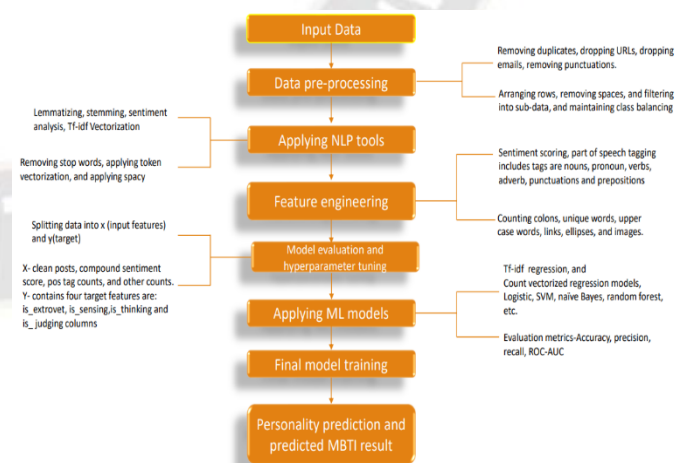 Input Data
Removing duplicates, dropping URLs, dropping
emails, removing punctuations.
Data pre-processing
Arranging rows, removing spaces, and filtering
into sub-data, and maintaining class balancing
Lemmatizing, stemming, sentiment
analysis, Tf-idf Vectorization
Applying NLP tools
Removing stop words, applying token
vectorization, and applying spacy
Sentiment scoring, part of speech tagging
includes tags are nouns, pronoun, verbs,
adverb, punctuations and prepositions
Feature engineering
Counting colons, unique words, upper
case words, links, ellipses, and images.
Splitting data into x (input features)
and y(target)
Model evaluation and
hyperparameter tuning
X- clean posts, compound sentiment
score, pos tag counts, and other counts.
Y- contains four target features are:
is_extrovet, is_sensing,is_thinking and
is_ judging columns
Tf-idf regression, and
Count vectorized regression models,
Logistic, SVM, naïve Bayes, random forest,
etc.
Applying ML models
Evaluation metrics-Accuracy, precision,
recall, ROC-AUC
Final model training
Personality prediction and
predicted MBTI result